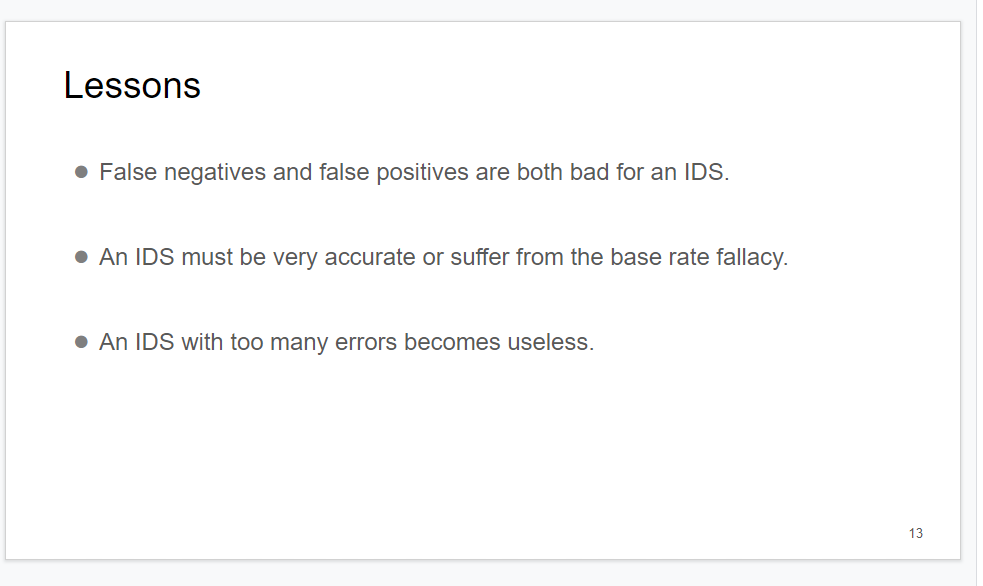 Lessons
● False negatives and false positives are both bad for an IDS.
● An IDS must be very accurate or suffer from the base rate fallacy.
● An IDS with too many errors becomes useless.
13